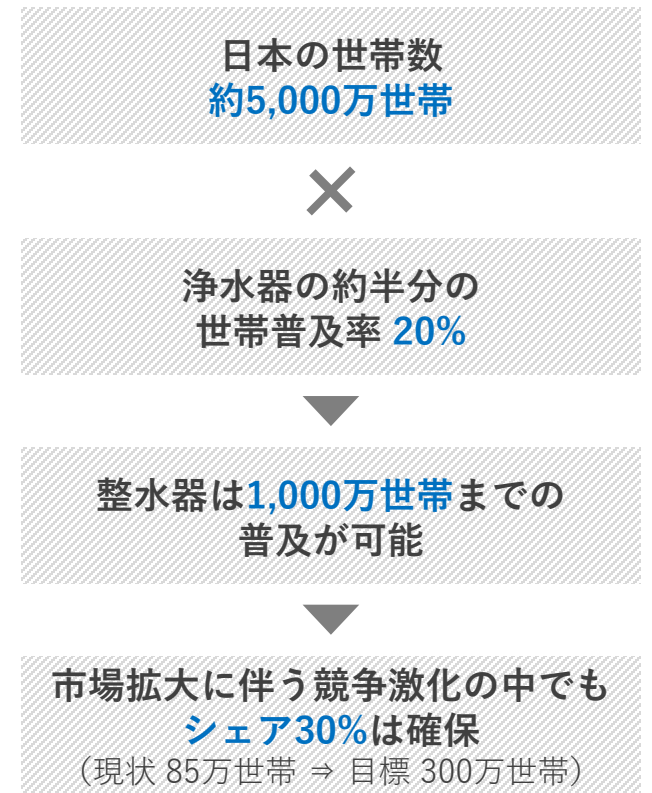 日本の世帯数
約5,000万世帯
×
浄水器の約半分の
世帯普及率 20%
整水器は1,000万世帯までの
普及が可能
市場拡大に伴う競争激化の中でも
シェア30%は確保
（現状 85万世帯 ⇒ 目標 300万世帯）